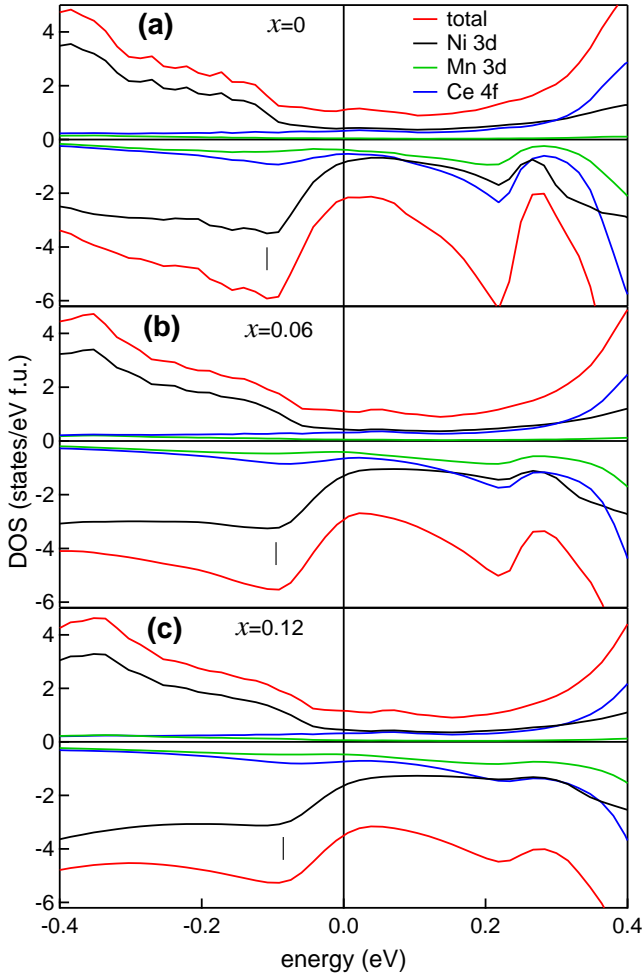 (a)
x=0
total
Ni 3d
Mn 3d
Ce 4f
4
2
0
-2
-4
-6
(b)
x=0.06
4
2
0
-2
-4
-6
DOS (states/eV f.u.)
(c)
x=0.12
4
2
0
-2
-4
-6
-0.4
-0.2
0.0
0.2
0.4
energy (eV)